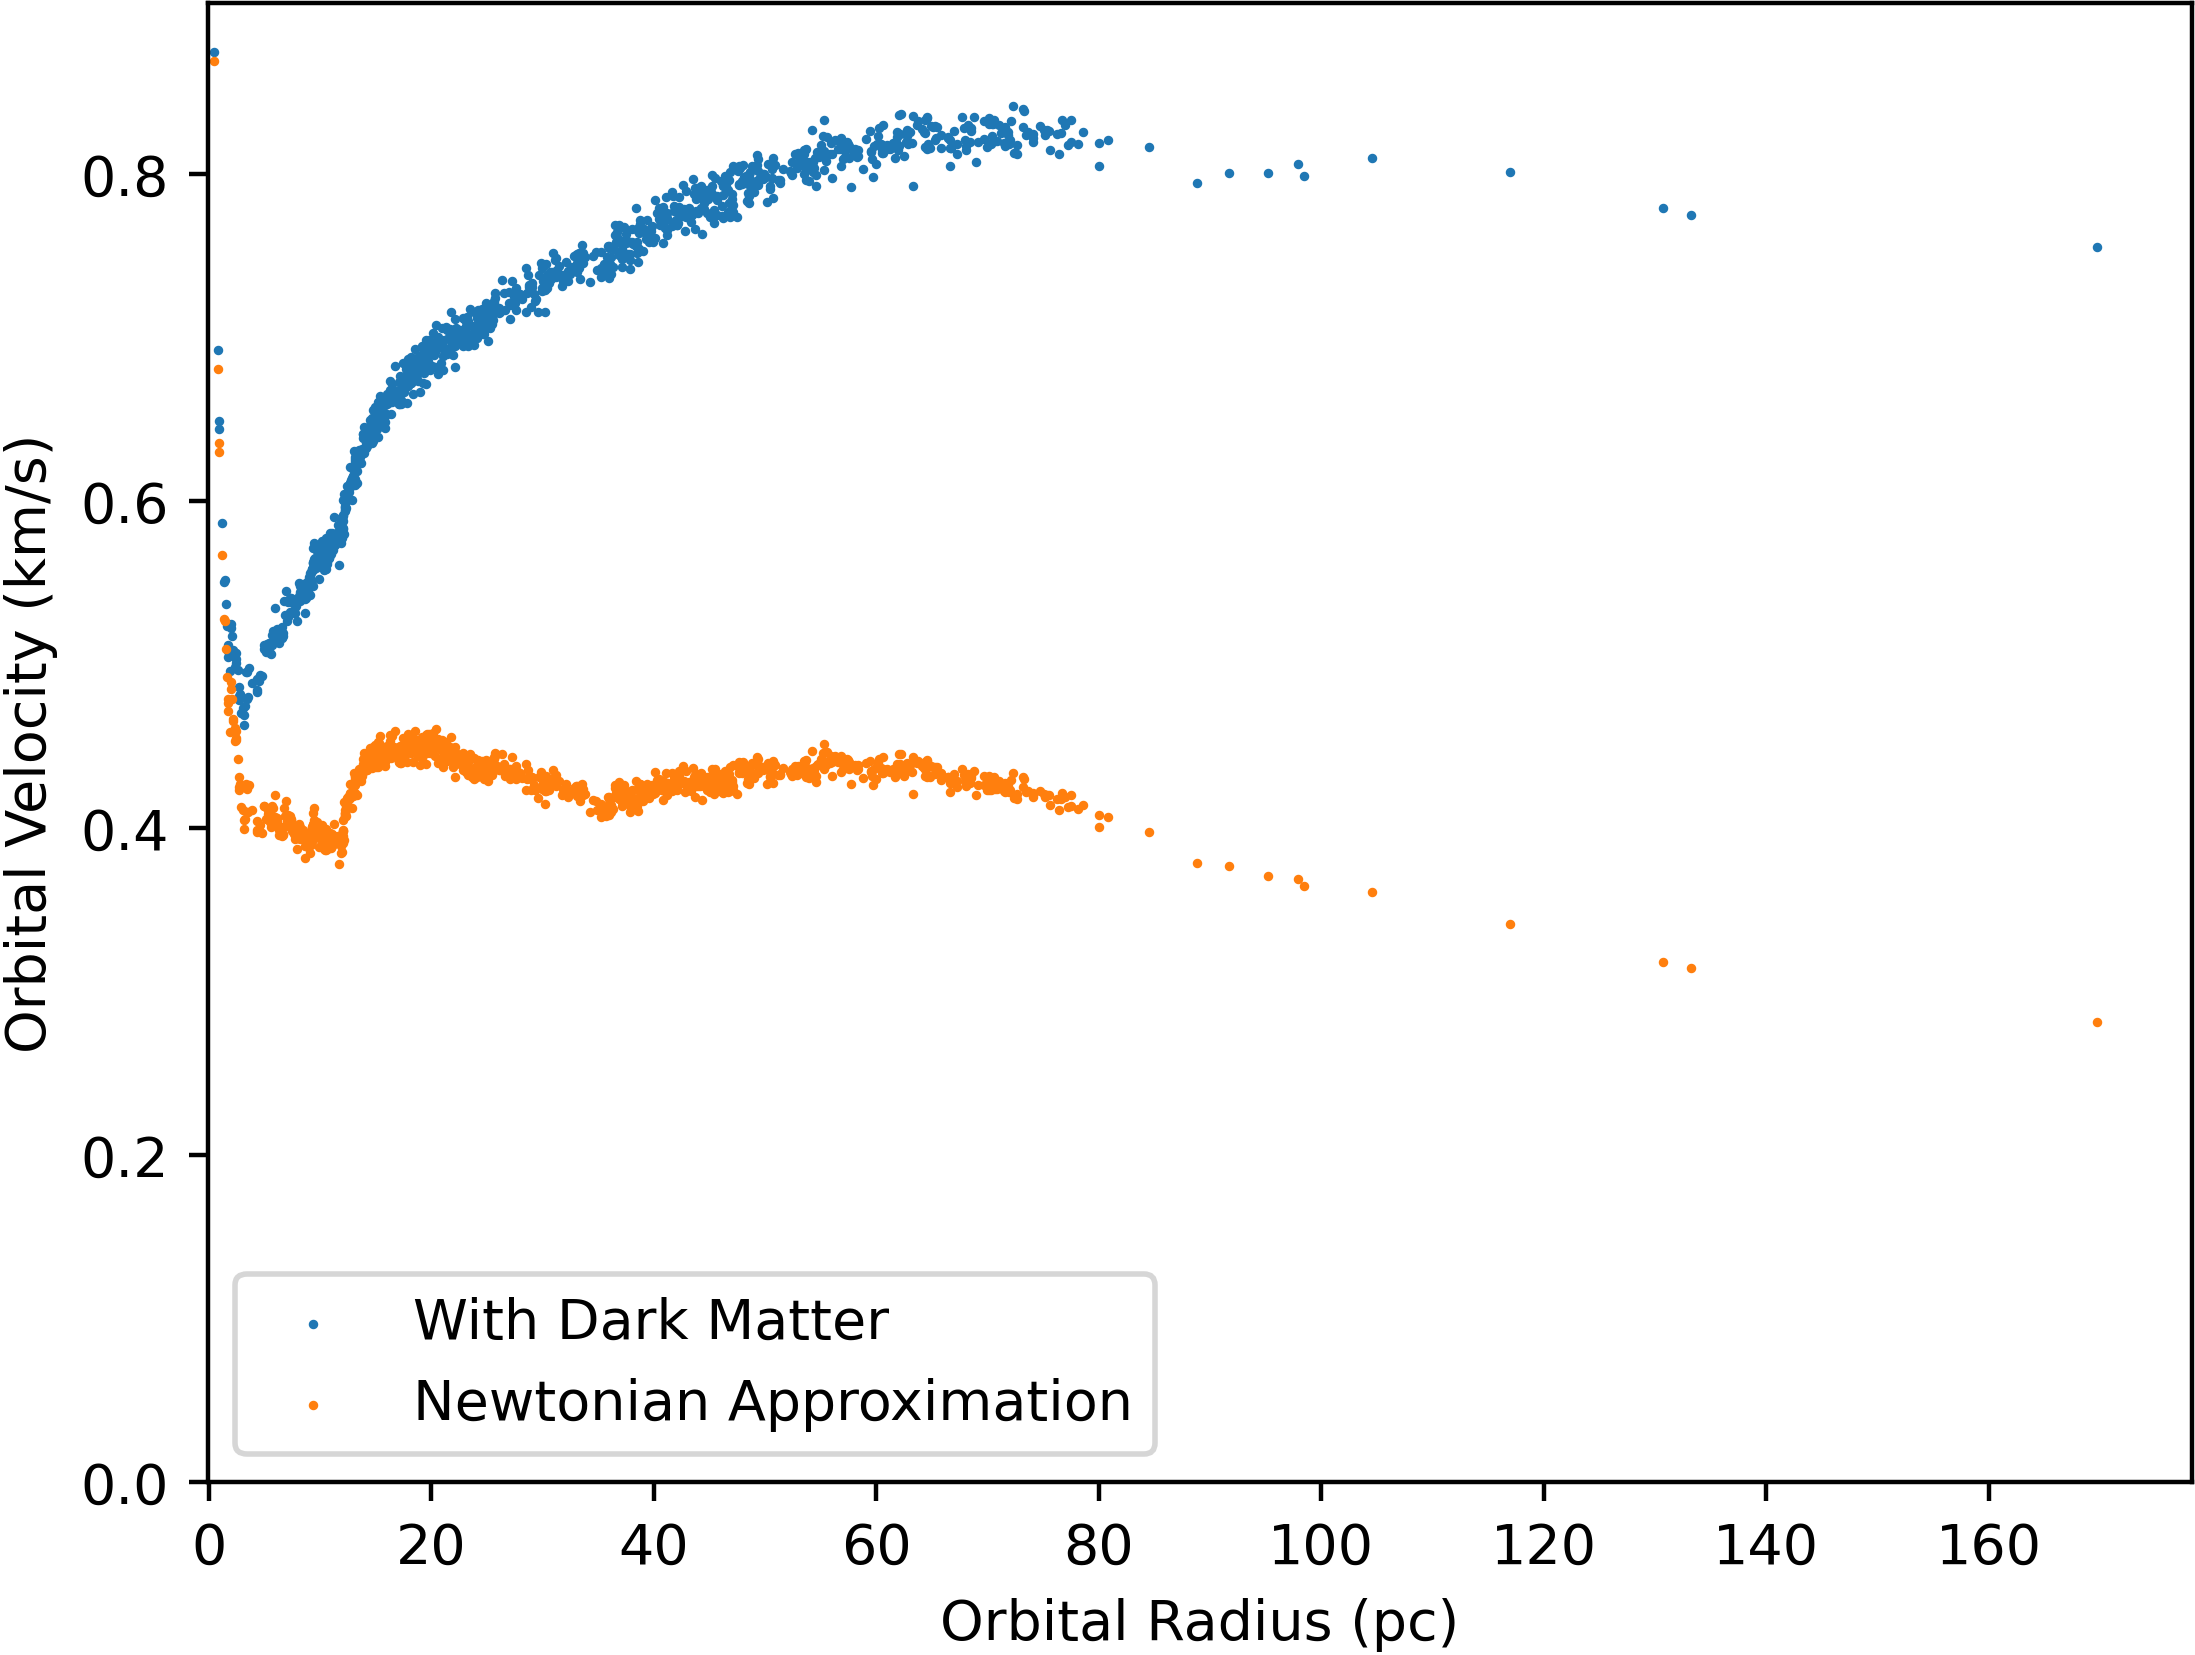 Orbital Velocity (km/s)
0.8
0.6
0.4
0.2
0.0
With Dark Matter
Newtonian Approximation
0 20 40 60 80 100 120 140 160
Orbital Radius (pc)